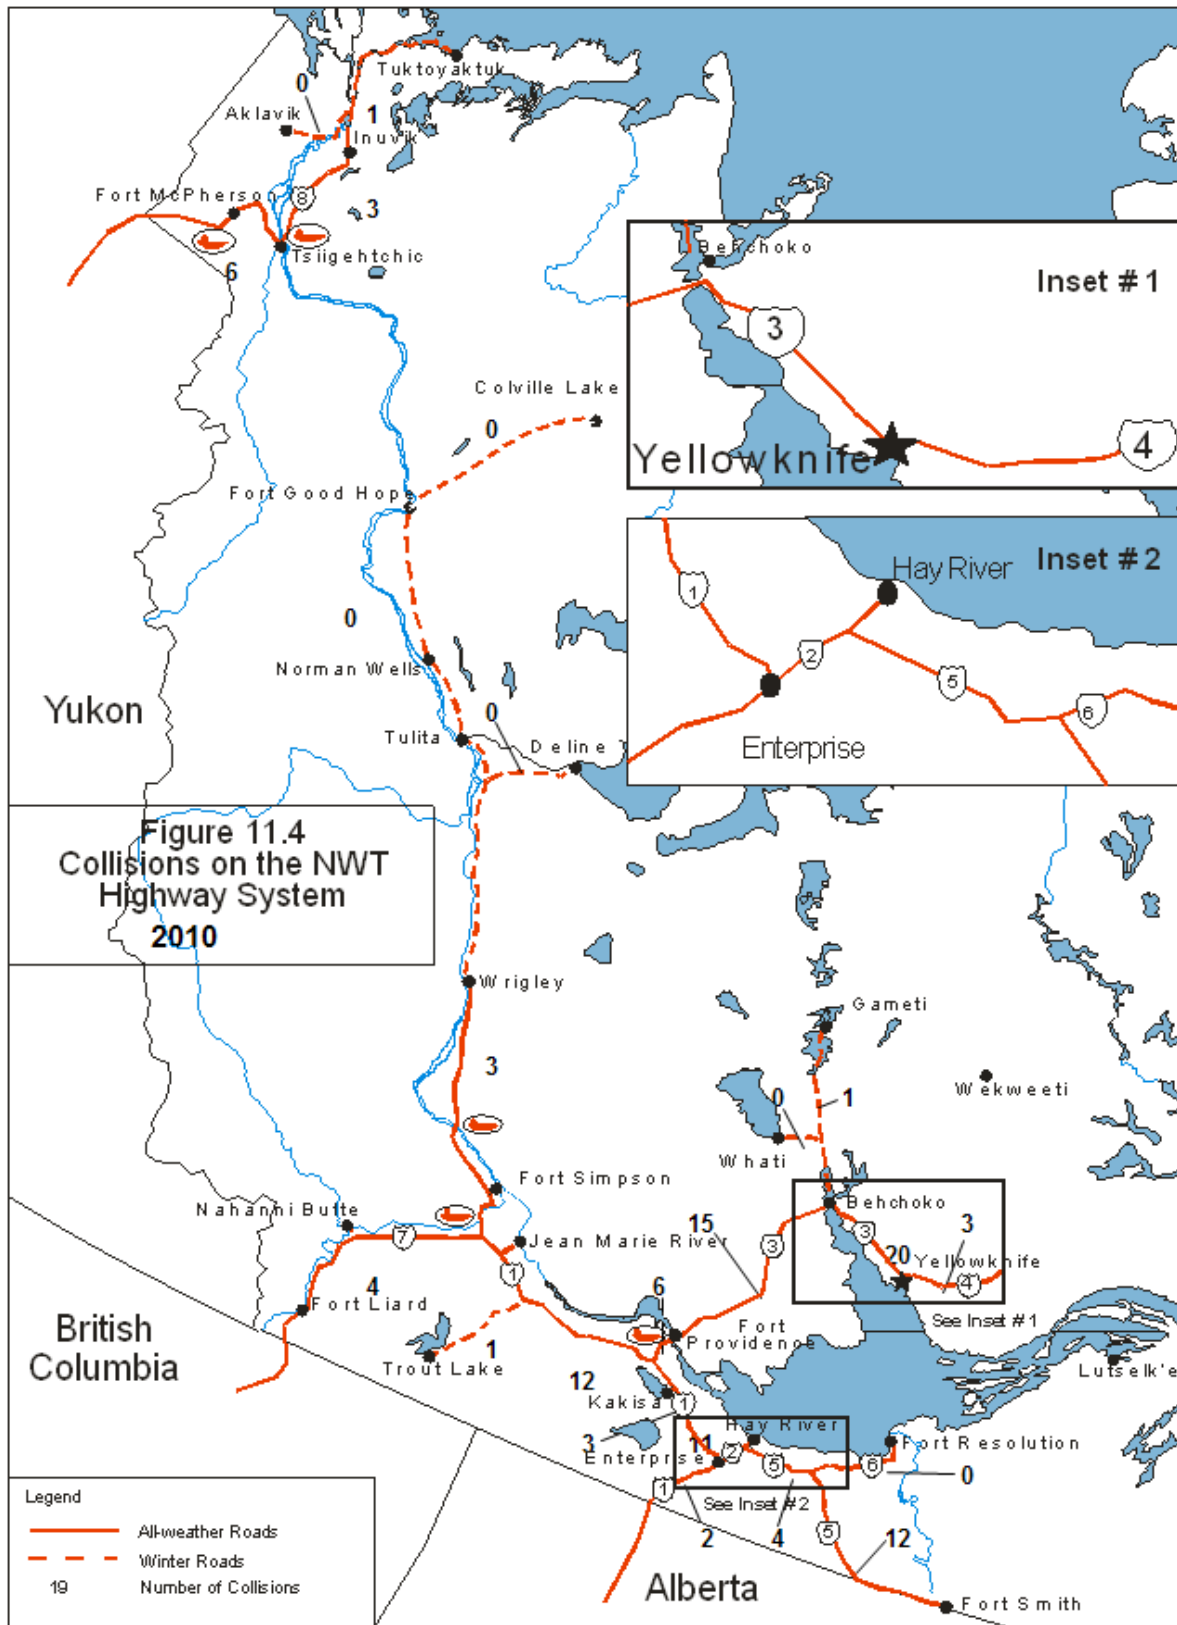 Tuktoyaktuk
0
Aklavik
1
Inuvik
Fort McPherson
8
3
Tsiigehtchic
6
Behchoko
Inset # 1
3
Yellowknife
4
Colville Lake
0
Fort Good Hope
Inset # 2
Hay River
1
2
5
6
Enterprise
0
Norman Wells
Yukon
0
Tulita
Deline
Figure 11.4
Collisions on the NWT
Highway System
2010
Wrigley
Gameti
3
Wekweeti
0
1
Whati
Fort Simpson
Behchoko
Nahanni Butte
7
Jean Marie River
15
3
3
3
20
Yellowknife
4
1
4
Fort Liard
6
See Inset #1
Fort
Providence
British
Columbia
Trout Lake
1
Lutselk'e
12
Kakisa
1
3
Hay River
11
2
Enterprise
5
6
Fort Resolution
0
1
See Inset #2
2
4
5
12
Alberta
Fort Smith
Legend
All-weather Roads
Winter Roads
19 Number of Collisions